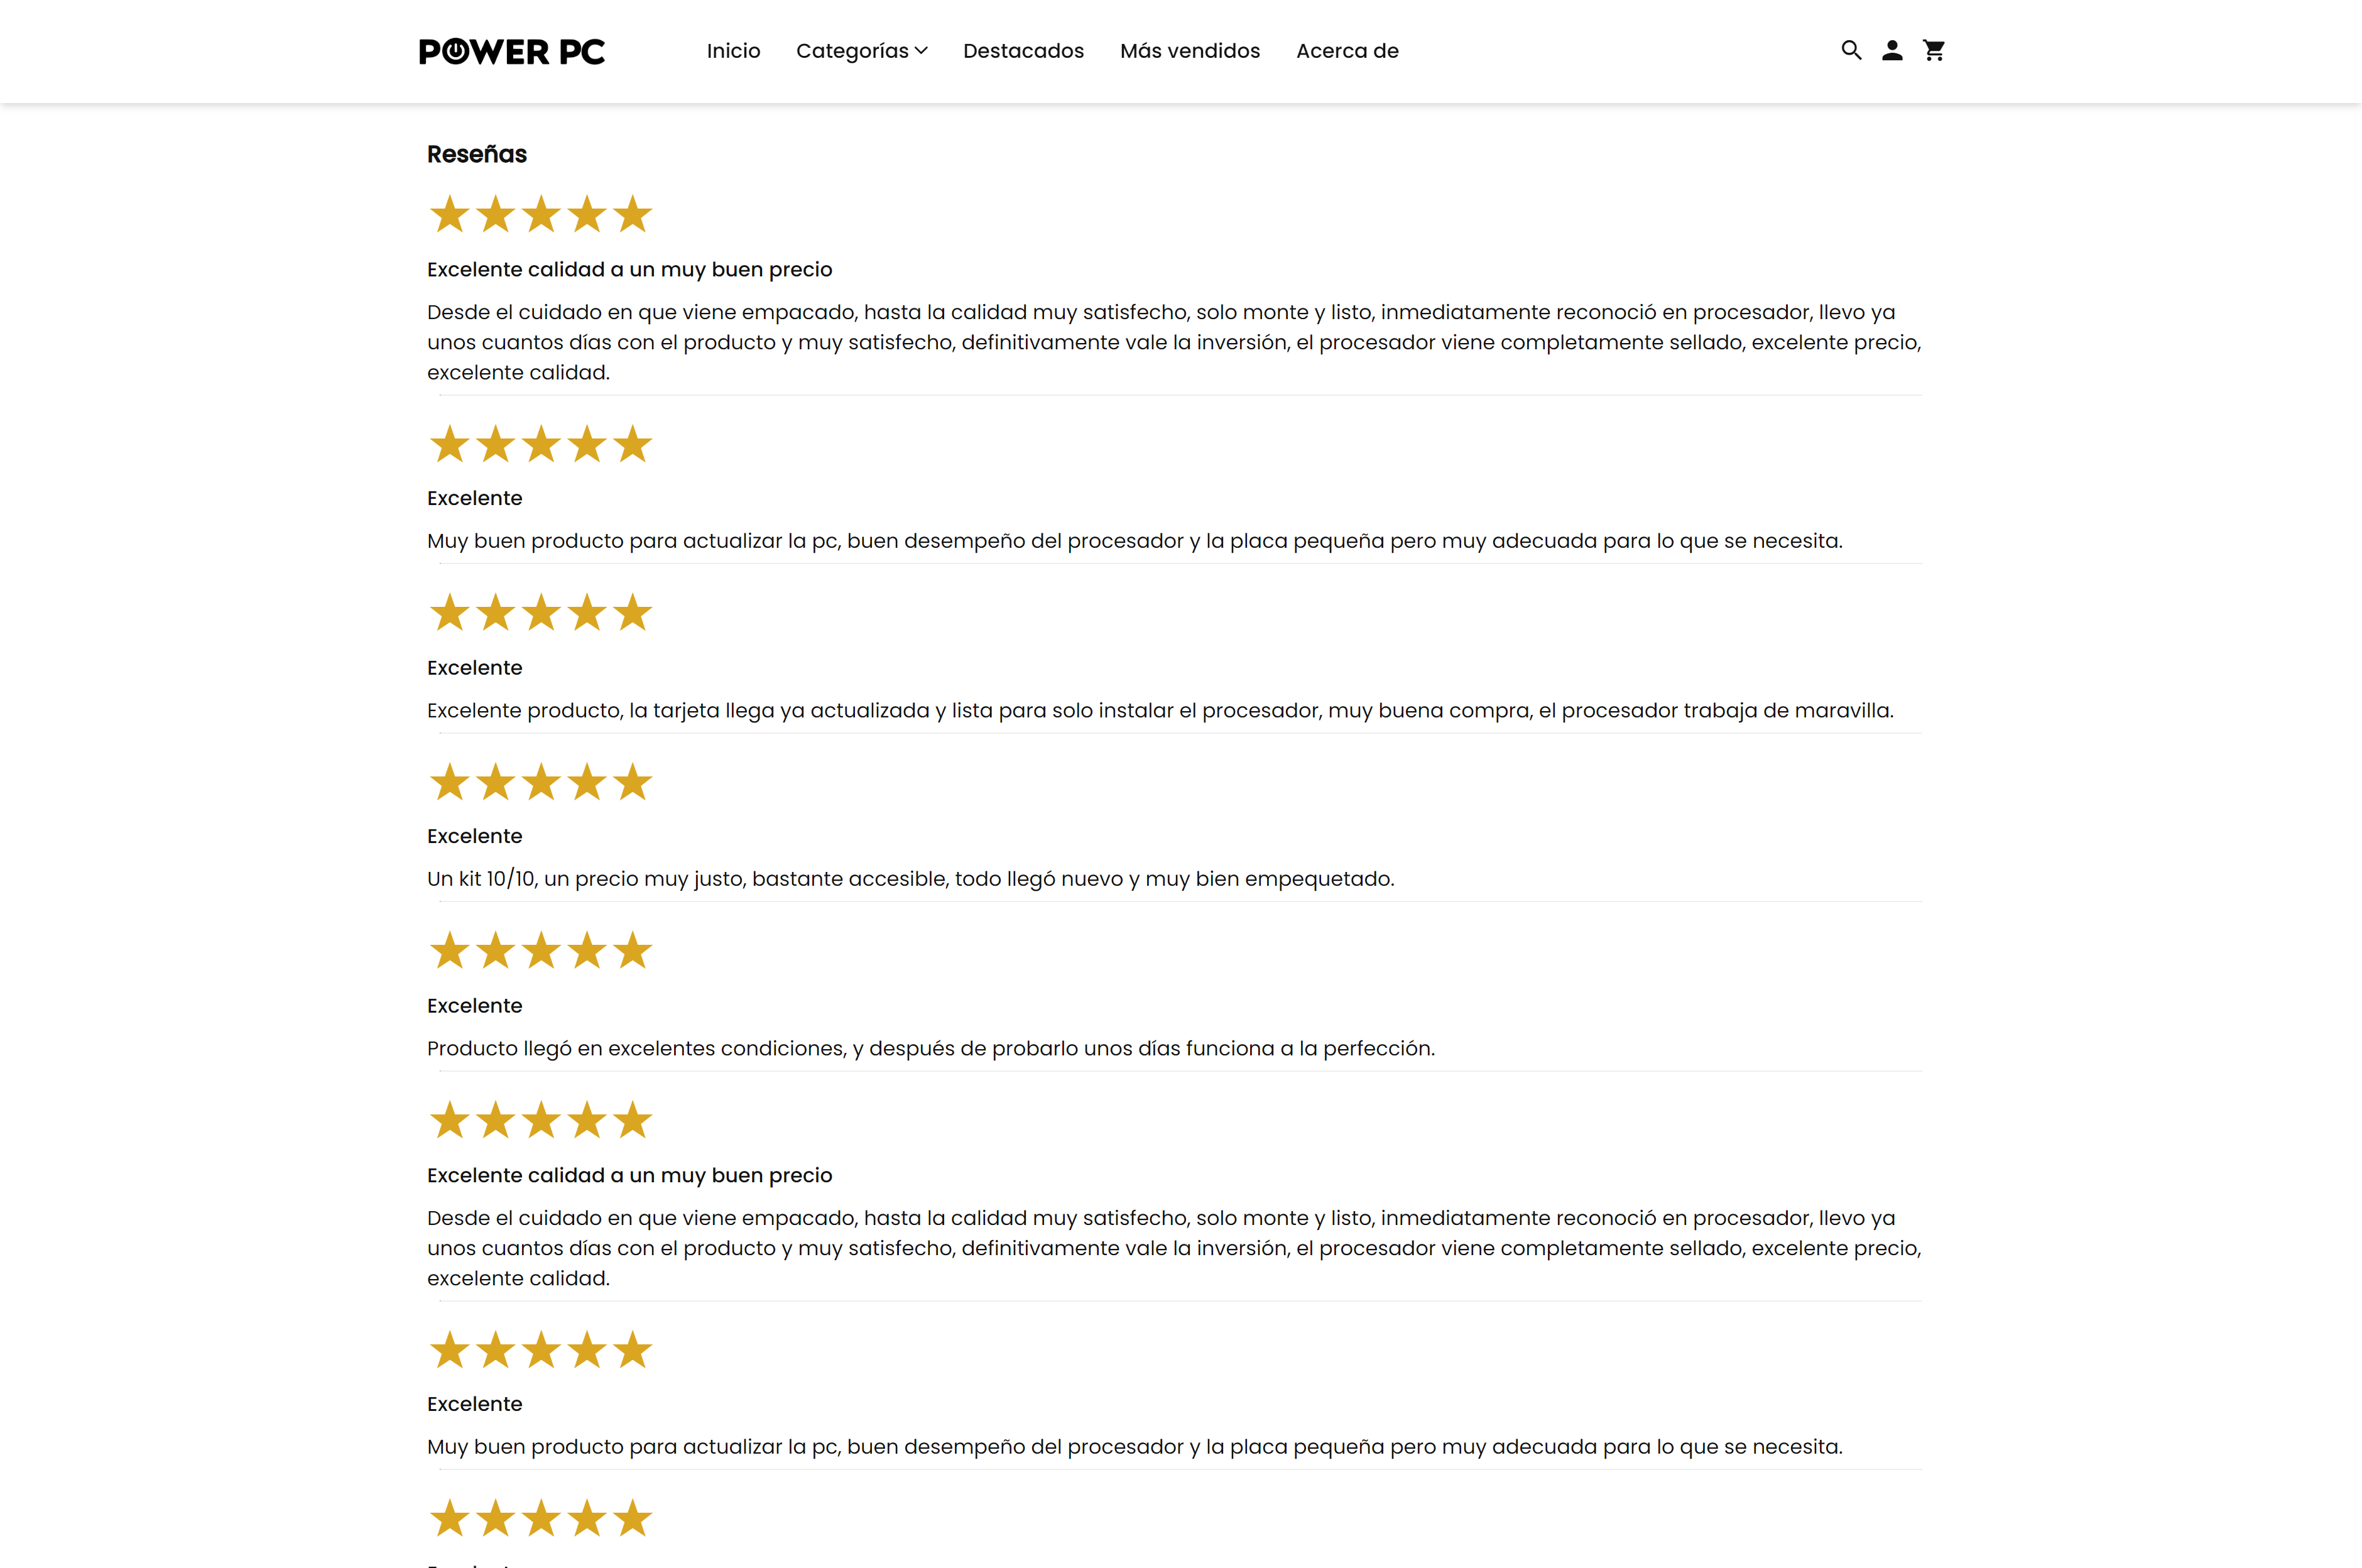 POWER PC
Inicio Categorías Destacados Más vendidos Acerca de
Reseñas
Excelente calidad a un muy buen precio
Desde el cuidado en que viene empacado, hasta la calidad muy satisfecho, solo monte y listo, inmediatamente reconoció en procesador, llevo ya
unos cuantos días con el producto y muy satisfecho, definitivamente vale la inversión, el procesador viene completamente sellado, excelente precio,
excelente calidad.
Excelente
Muy buen producto para actualizar la pc, buen desempeño del procesador y la placa pequeña pero muy adecuada para lo que se necesita.
Excelente
Excelente producto, la tarjeta llega ya actualizada y lista para solo instalar el procesador, muy buena compra, el procesador trabaja de maravilla.
Excelente
Un kit 10/10, un precio muy justo, bastante accesible, todo llegó nuevo y muy bien empequetado.
Excelente
Producto llegó en excelentes condiciones, y después de probarlo unos días funciona a la perfección.
Excelente calidad a un muy buen precio
Desde el cuidado en que viene empacado, hasta la calidad muy satisfecho, solo monte y listo, inmediatamente reconoció en procesador, llevo ya
unos cuantos días con el producto y muy satisfecho, definitivamente vale la inversión, el procesador viene completamente sellado, excelente precio,
excelente calidad.
Excelente
Muy buen producto para actualizar la pc, buen desempeño del procesador y la placa pequeña pero muy adecuada para lo que se necesita.